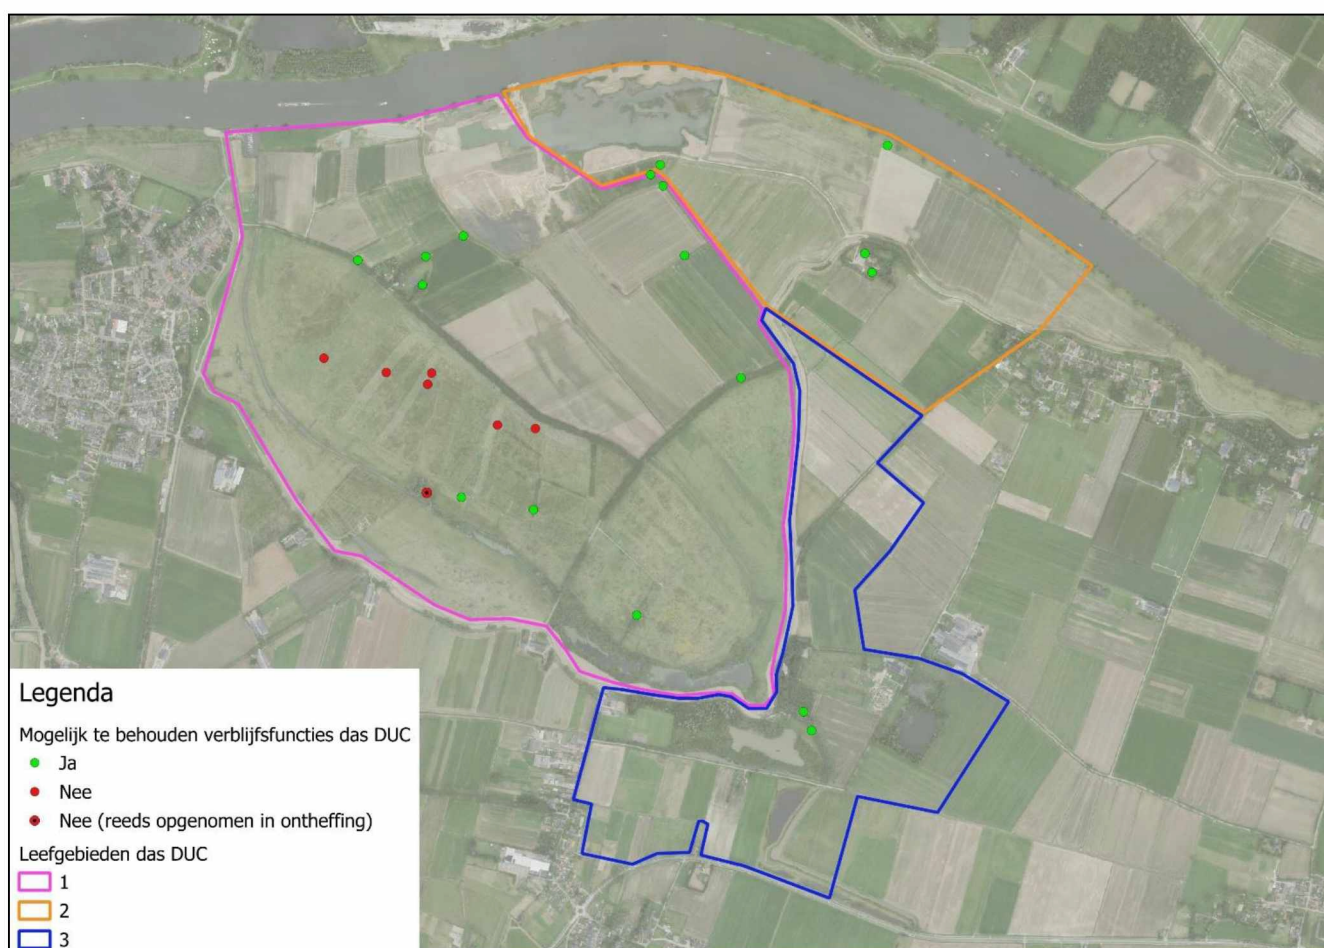 Legenda
Mogelijk te behouden verblijfsfuncties das DUC
Ja
Nee
Nee (reeds opgenomen in ontheffing)
Leefgebieden das DUC
1
2
3